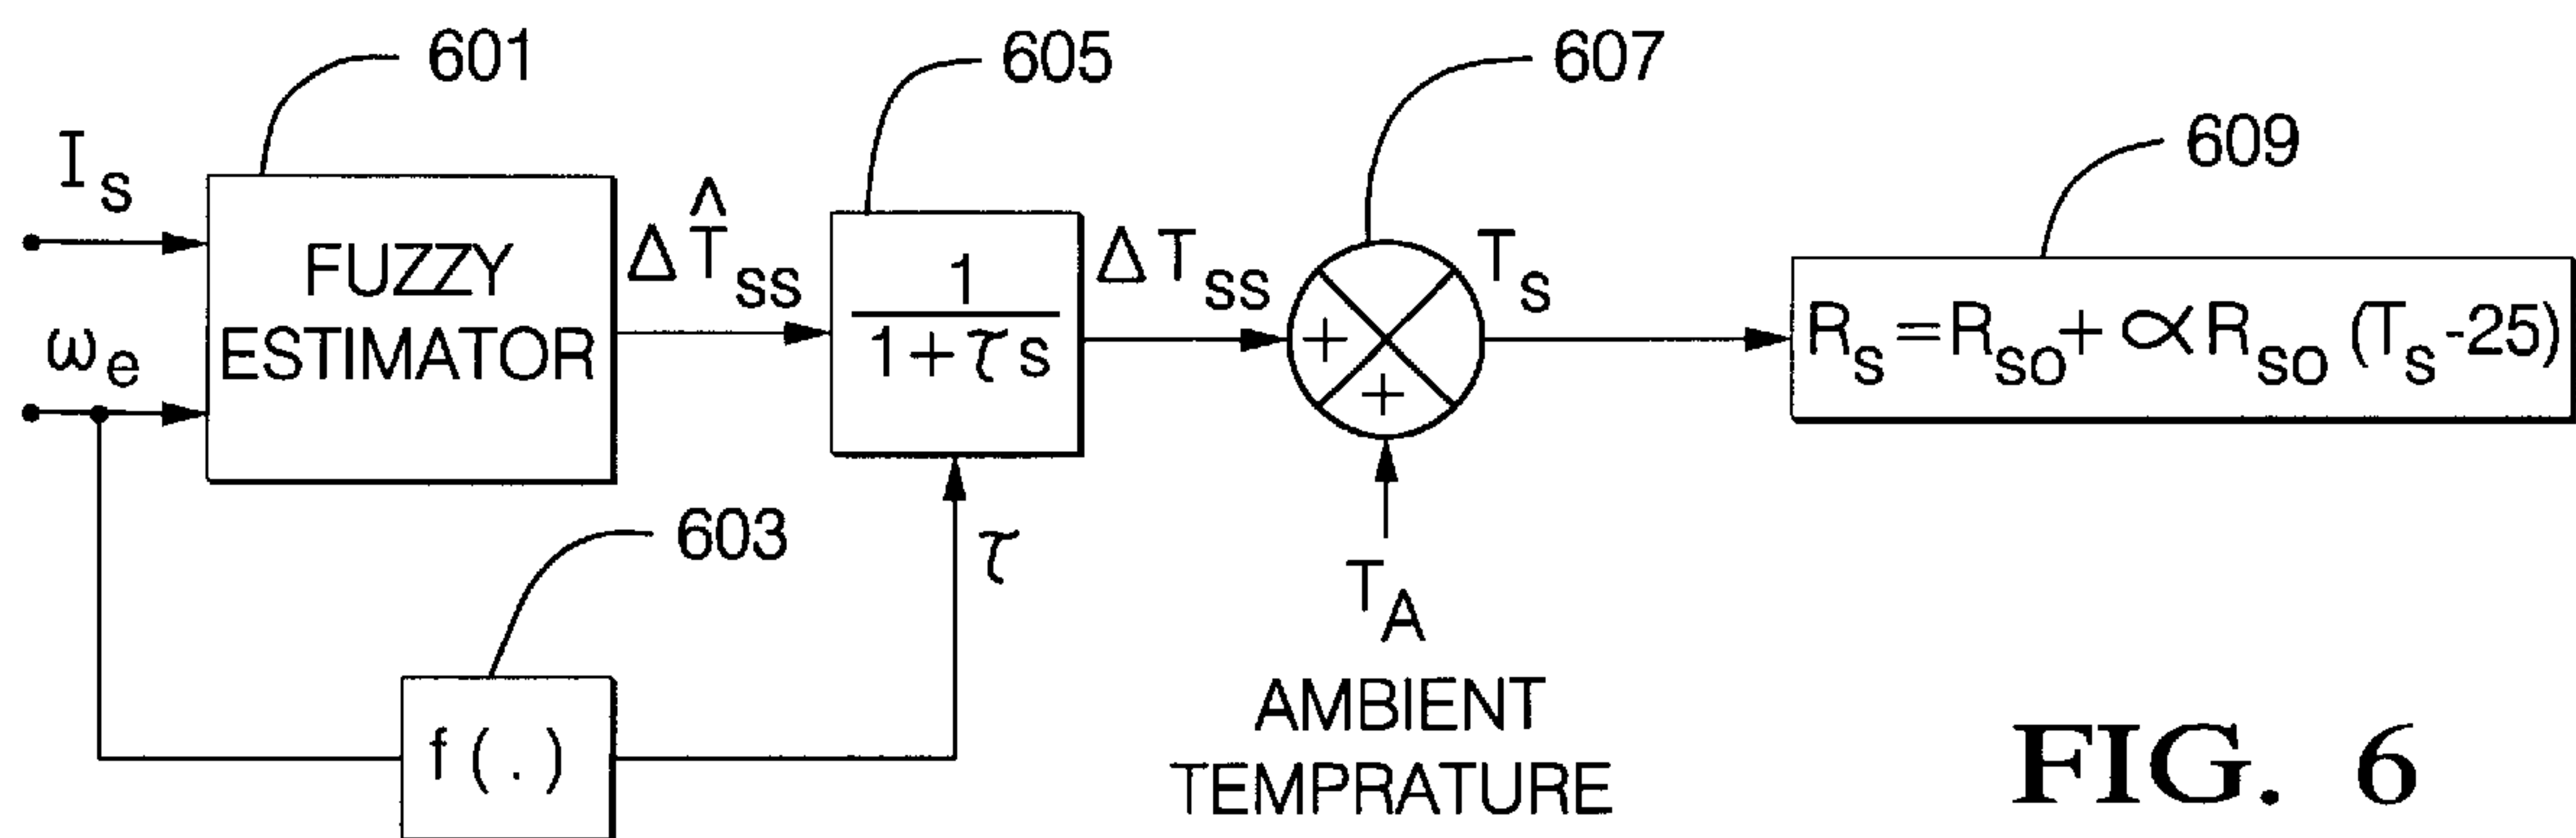 601
605
607
609
I_s
ω_e
FUZZY
ESTIMATOR
ΔT̂_ss
1
1+τs
ΔT_ss
+
+
T_s
R_s=R_so+ ∝R_so (T_s-25)
603
f(.)
τ
T_A
AMBIENT
TEMPRATURE
FIG. 6